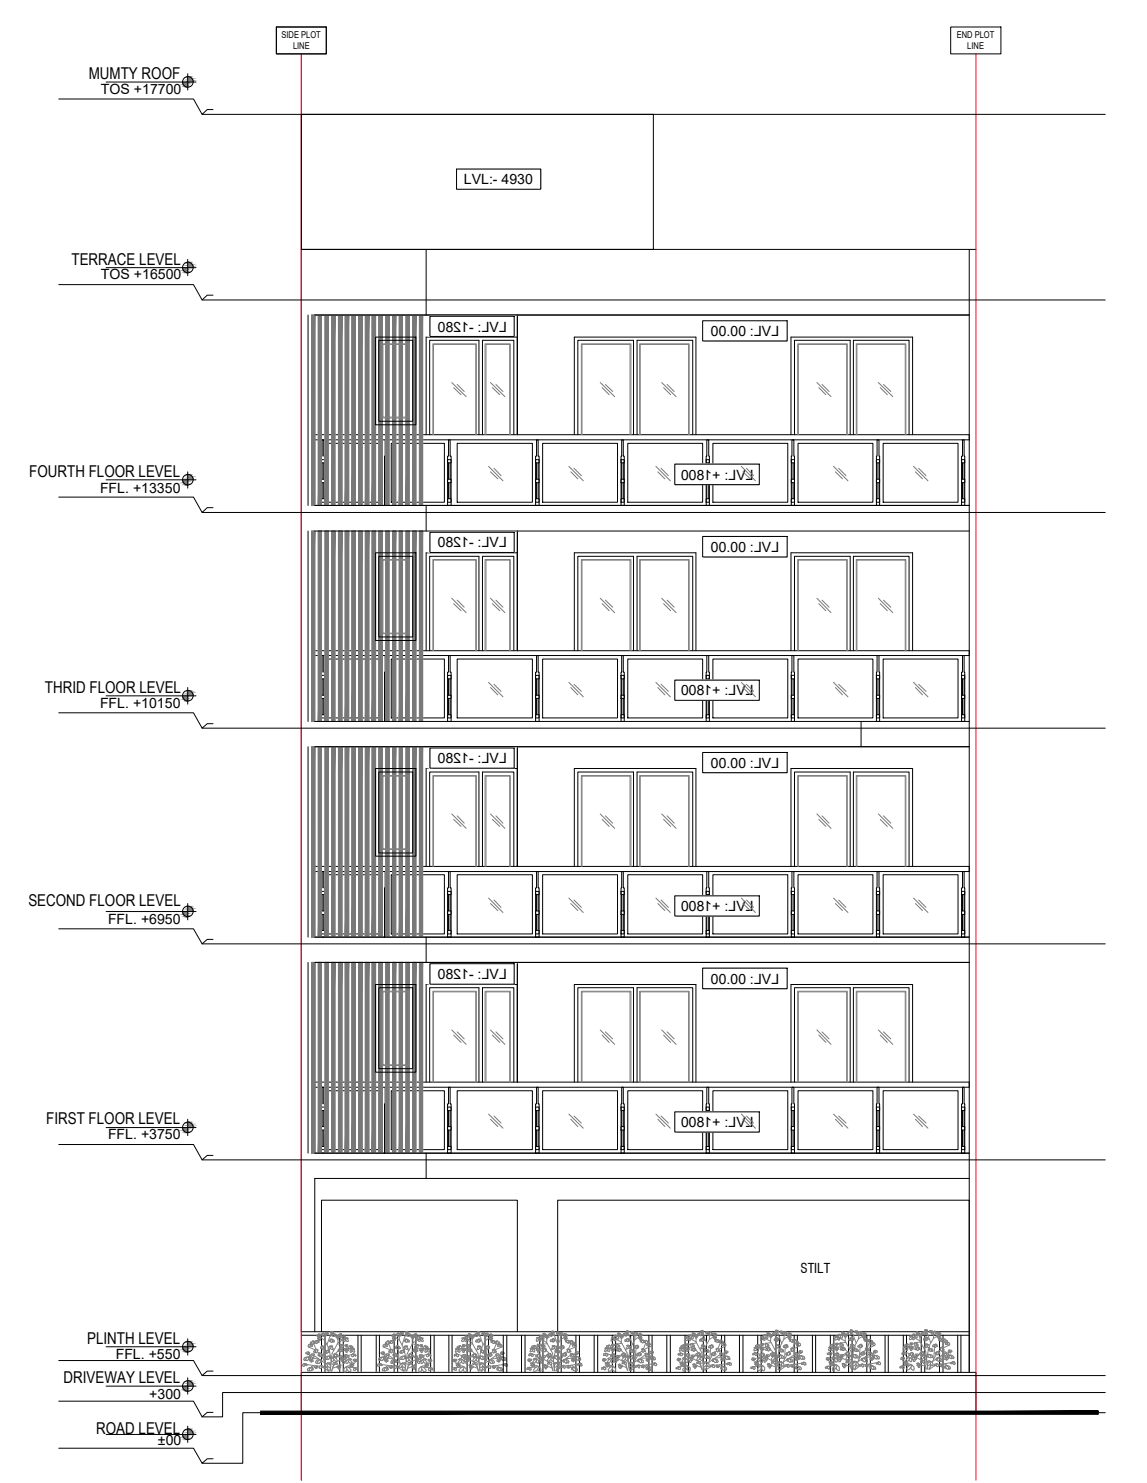 SIDE PLOT
LINE
END PLOT
LINE
MUMTY ROOF
TOS +17700
LVL:- 4930
TERRACE LEVEL
TOS +16500
LVL: -1280
LVL: 00.00
FOURTH FLOOR LEVEL
FFL. +13350
LVL: +1800
LVL: -1280
LVL: 00.00
THRID FLOOR LEVEL
FFL. +10150
LVL: +1800
LVL: -1280
LVL: 00.00
SECOND FLOOR LEVEL
FFL. +6950
LVL: +1800
LVL: -1280
LVL: 00.00
FIRST FLOOR LEVEL
FFL. +3750
LVL: +1800
STILT
PLINTH LEVEL
FFL. +550
DRIVEWAY LEVEL
+300
ROAD LEVEL
±00